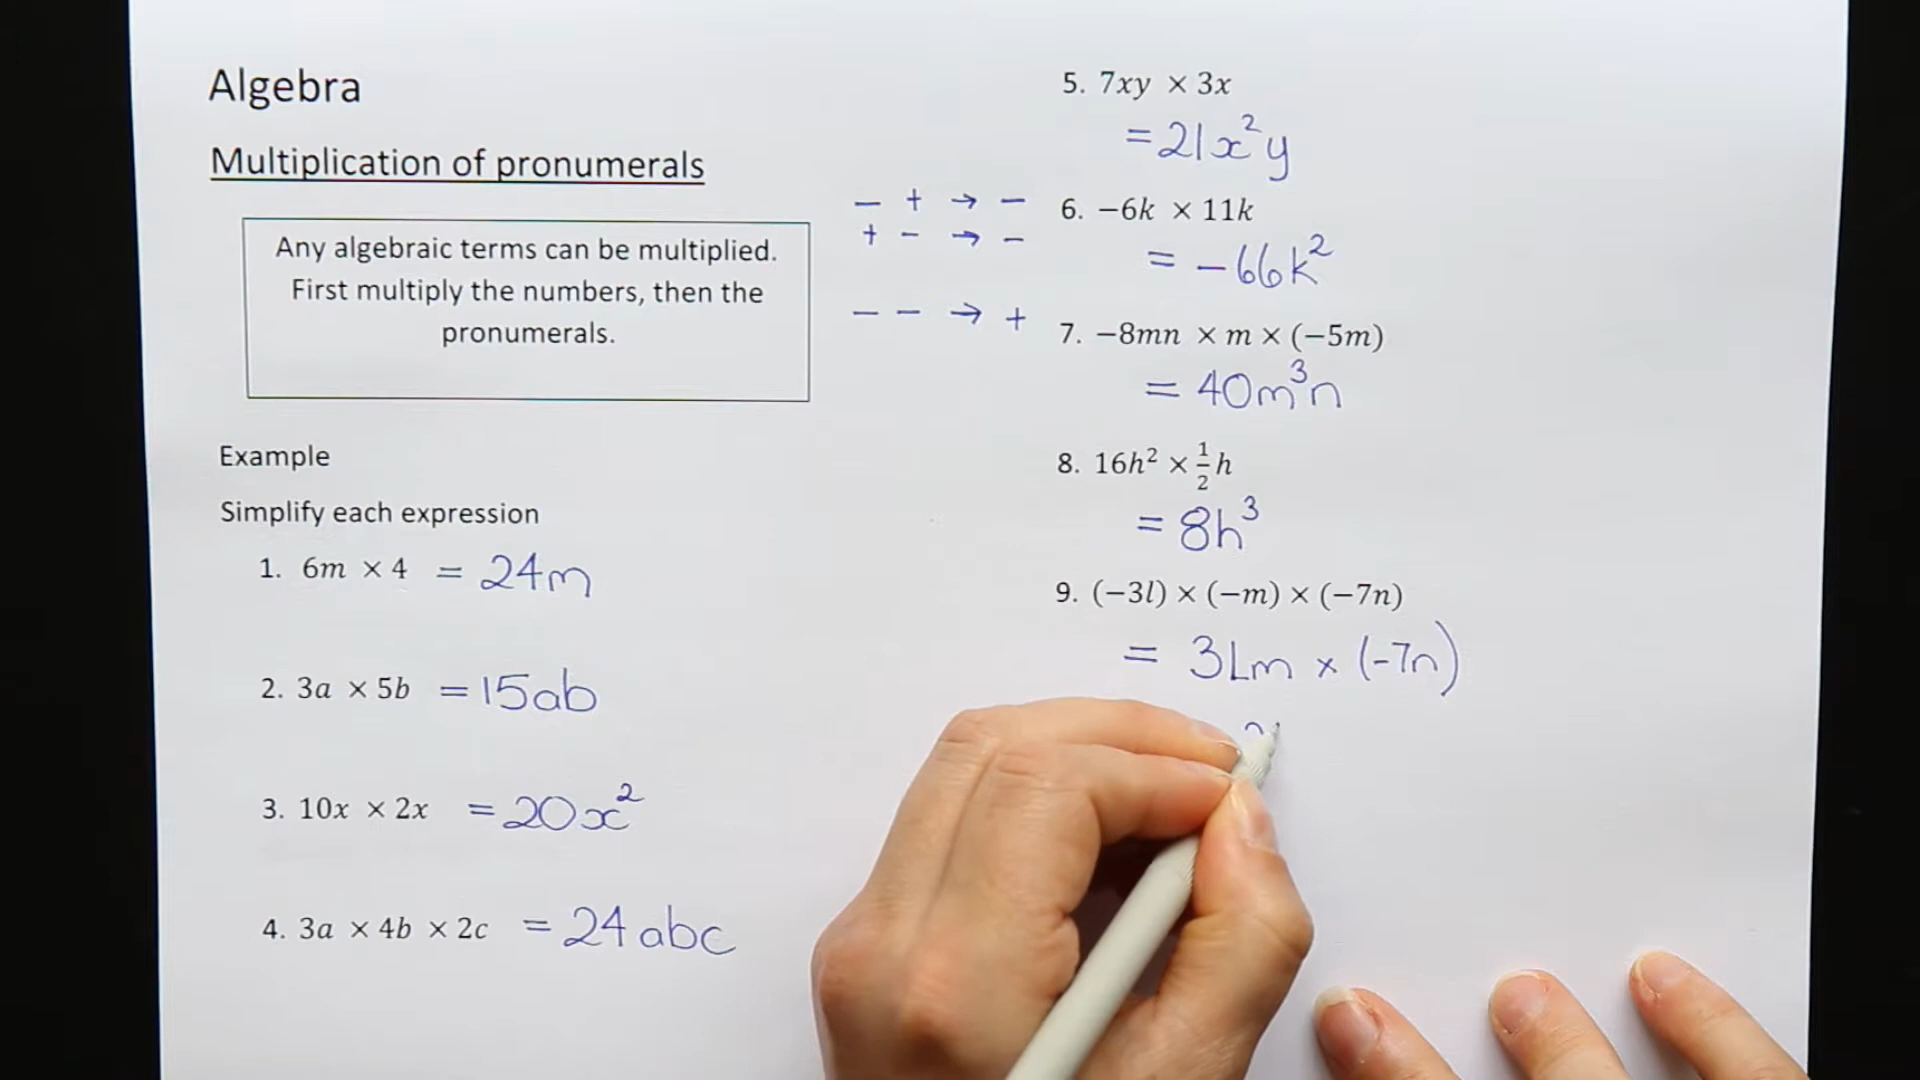 Algebra
Multiplication of pronumerals
Any algebraic terms can be multiplied.
First multiply the numbers, then the
pronumerals.
Example
Simplify each expression
1. 6m × 4 = 24m
2. 3a × 5b = 15ab
3. 10x × 2x = 20x²
4. 3a × 4b × 2c = 24abc
− + → −
+ − → −
− − → +
5. 7xy × 3x
= 21x²y
6. −6k × 11k
= −66k²
7. −8mn × m × (−5m)
= 40m³n
8. 16h² × ½h
= 8h³
9. (−3l) × (−m) × (−7n)
= 3Lm × (−7n)